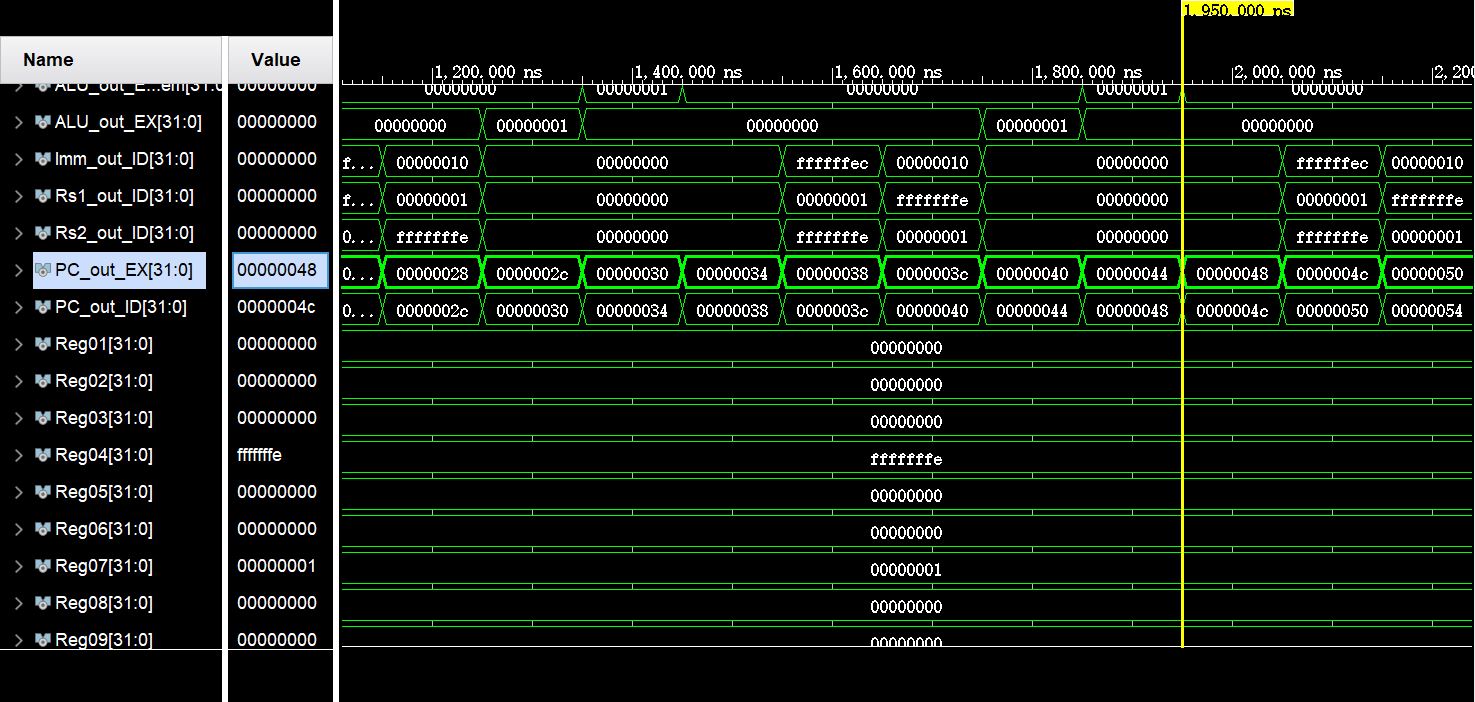 1,950.000 ns
Name Value
1,200.000 ns 1,400.000 ns 1,600.000 ns 1,800.000 ns 2,000.000 ns 2,200
00000000 00000000 00000001 00000000 00000001 00000000
ALU_out_EX[31:0] 00000000 00000000 00000001 00000000 00000001 00000000
Imm_out_ID[31:0] 00000000 f... 00000010 00000000 ffffffec 00000010 00000000 ffffffec 00000010
Rs1_out_ID[31:0] 00000000 f... 00000001 00000000 00000001 fffffffe 00000000 00000001 fffffffe
Rs2_out_ID[31:0] 00000000 0... fffffffe 00000000 fffffffe 00000001 00000000 fffffffe 00000001
PC_out_EX[31:0] 00000048 0... 00000028 0000002c 00000030 00000034 00000038 0000003c 00000040 00000044 00000048 0000004c 00000050
PC_out_ID[31:0] 0000004c 0... 0000002c 00000030 00000034 00000038 0000003c 00000040 00000044 00000048 0000004c 00000050 00000054
Reg01[31:0] 00000000 00000000
Reg02[31:0] 00000000 00000000
Reg03[31:0] 00000000 00000000
Reg04[31:0] fffffffe fffffffe
Reg05[31:0] 00000000 00000000
Reg06[31:0] 00000000 00000000
Reg07[31:0] 00000001 00000001
Reg08[31:0] 00000000 00000000
Reg09[31:0] 00000000 00000000